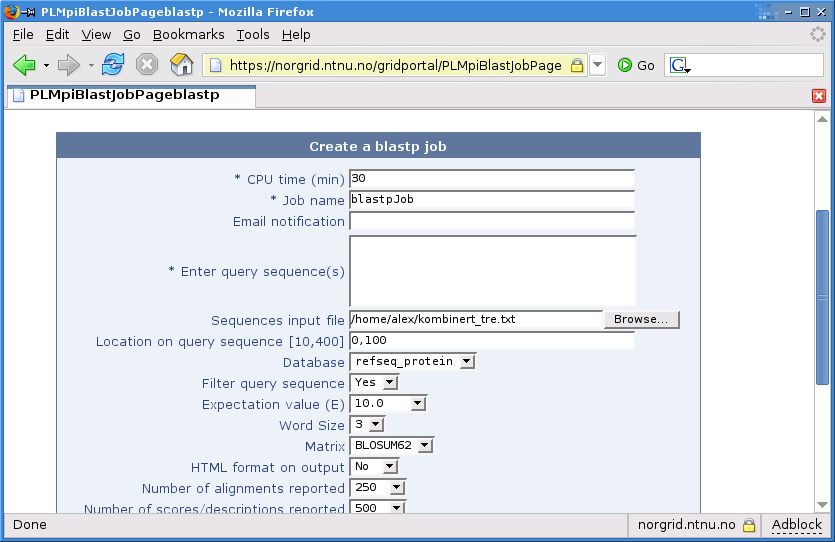 PLMpiBlastJobPageblastp - Mozilla Firefox
File Edit View Go Bookmarks Tools Help
https://norgrid.ntnu.no/gridportal/PLMpiBlastJobPage Go G
PLMpiBlastJobPageblastp
Create a blastp job
* CPU time (min) 30
* Job name blastpJob
Email notification
* Enter query sequence(s)
Sequences input file /home/alex/kombinert_tre.txt Browse...
Location on query sequence [10,400] 0,100
Database refseq_protein
Filter query sequence Yes
Expectation value (E) 10.0
Word Size 3
Matrix BLOSUM62
HTML format on output No
Number of alignments reported 250
Number of scores/descriptions reported 500
Done norgrid.ntnu.no Adblock